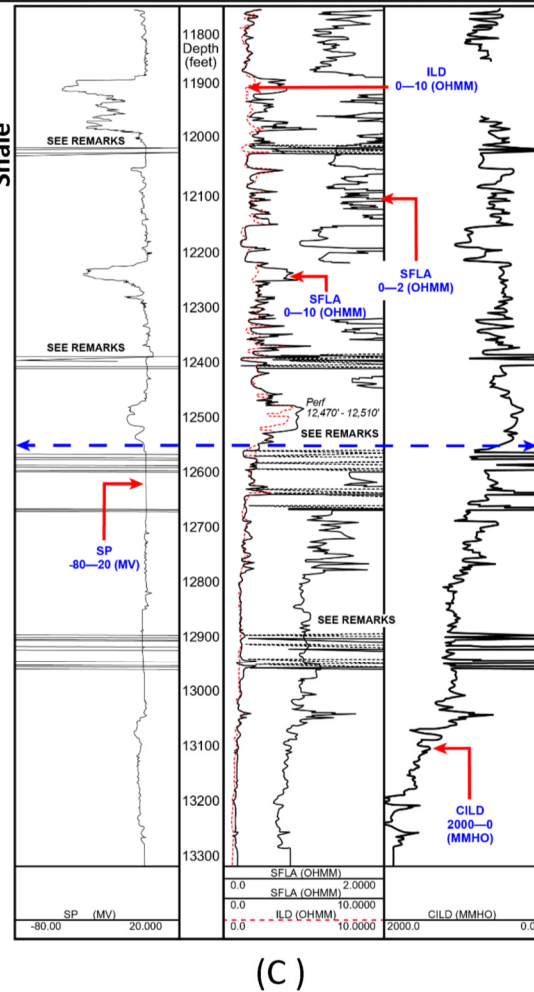 11800
Depth
(feet)
11900
ILD
0—10 (OHMM)
SEE REMARKS
12000
Shale
12100
12200
SFLA
0—2 (OHMM)
SFLA
0—10 (OHMM)
12300
SEE REMARKS
12400
Perf
12,470' - 12,510'
12500
SEE REMARKS
12600
SP
-80—20 (MV)
12700
12800
SEE REMARKS
12900
13000
13100
CILD
2000—0
(MMHO)
13200
13300
SFLA (OHMM)
0.0 2.0000
SFLA (OHMM)
0.0 10.0000
SP (MV) ILD (OHMM) CILD (MMHO)
-80.00 20.000 0.0 10.0000 2000.0 0.
(C )